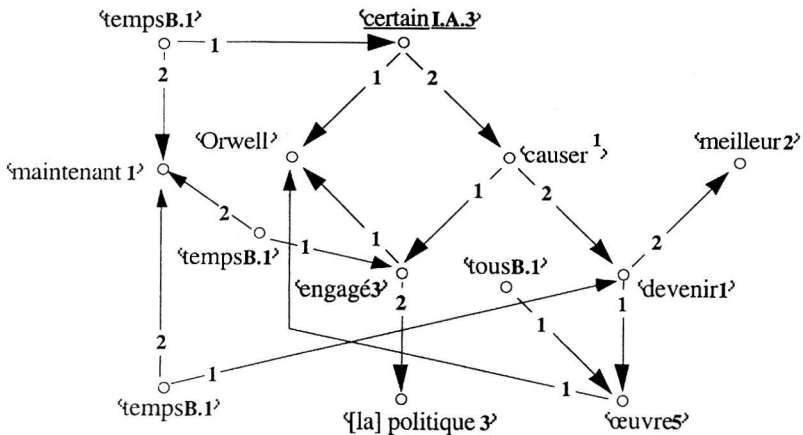 ‘tempsB.1’
‘certain I.A.3’
1
2
1
2
‘Orwell’
‘causer 1’
‘meilleur 2’
‘maintenant 1’
2
1
2
2
‘tempsB.1’
1
1
‘engagé3’
‘tousB.1’
‘devenir1’
2
1
1
2
1
1
‘tempsB.1’
‘[la] politique 3’
‘œuvre5’